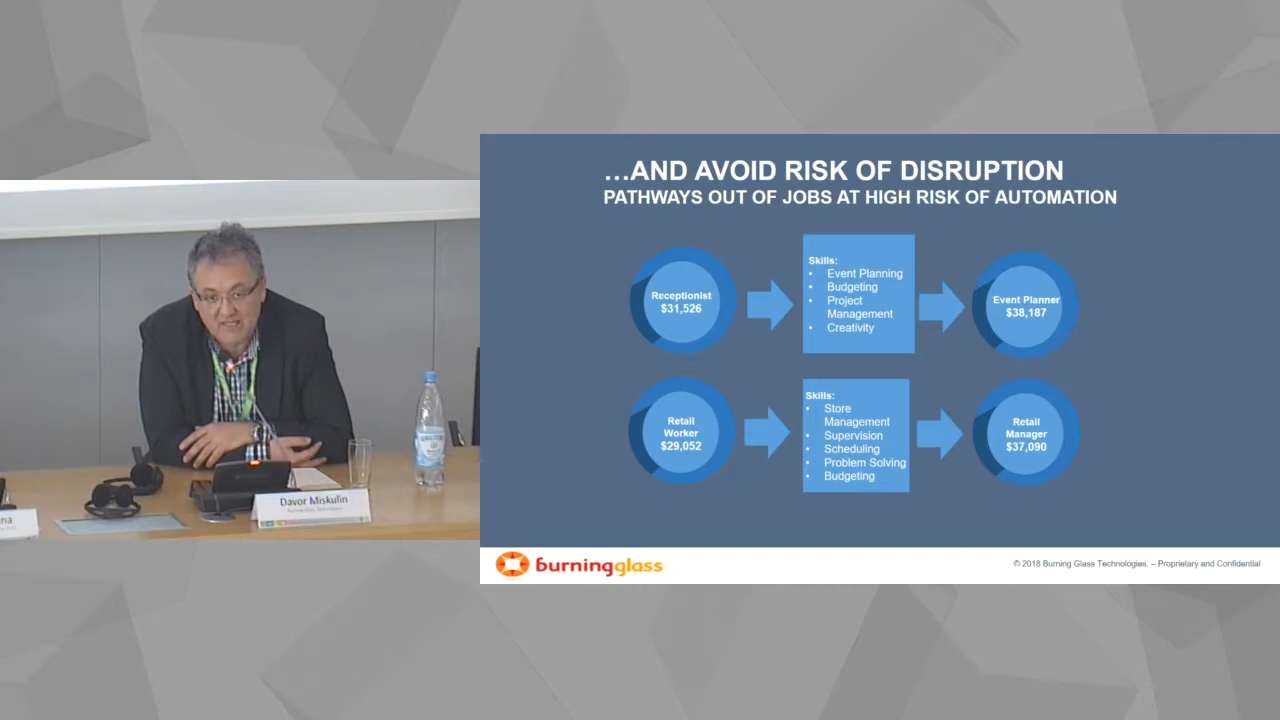 …AND AVOID RISK OF DISRUPTION
PATHWAYS OUT OF JOBS AT HIGH RISK OF AUTOMATION
Receptionist
$31,526
Skills:
• Event Planning
• Budgeting
• Project
Management
• Creativity
Event Planner
$38,187
Retail
Worker
$29,052
Skills:
• Store
Management
• Supervision
• Scheduling
• Problem Solving
• Budgeting
Retail
Manager
$37,090
Davor Miskulin
burningglass
© 2018 Burning Glass Technologies. – Proprietary and Confidential